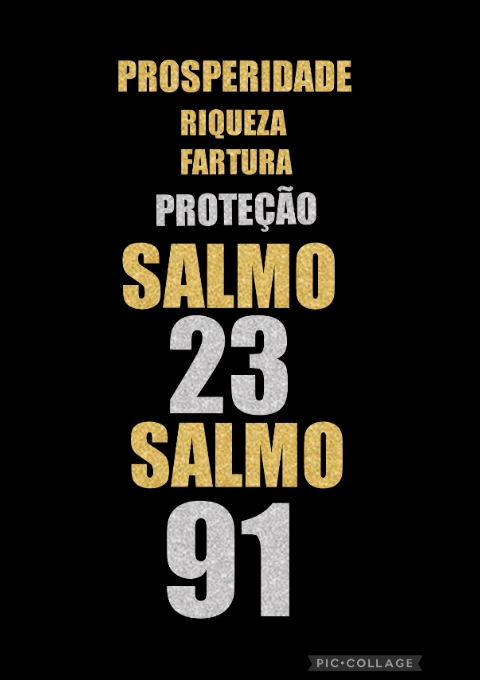 PROSPERIDADE
RIQUEZA
FARTURA
PROTEÇÃO
SALMO
23
SALMO
91
PIC•COLLAGE